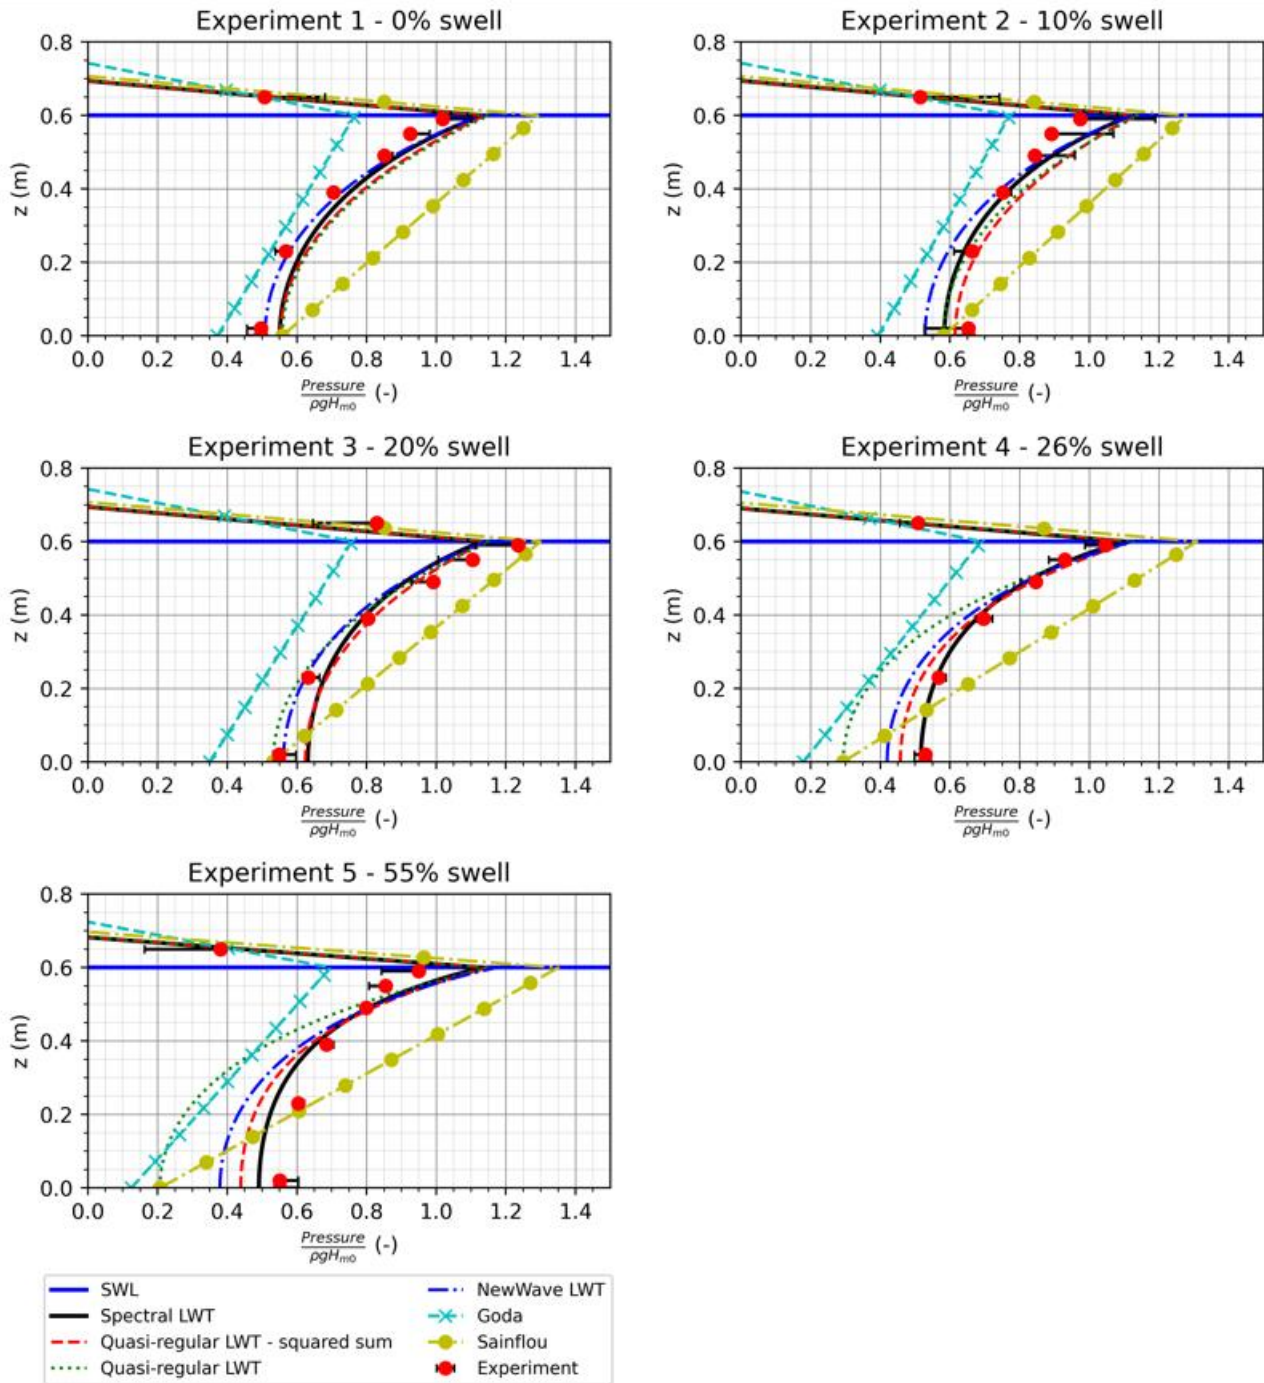 Experiment 1 - 0% swell
0.8
0.6
0.4
0.2
0.0
z (m)
0.0 0.2 0.4 0.6 0.8 1.0 1.2 1.4
Pressure
ρgHm0 (-)
Experiment 2 - 10% swell
0.8
0.6
0.4
0.2
0.0
z (m)
0.0 0.2 0.4 0.6 0.8 1.0 1.2 1.4
Pressure
ρgHm0 (-)
Experiment 3 - 20% swell
0.8
0.6
0.4
0.2
0.0
z (m)
0.0 0.2 0.4 0.6 0.8 1.0 1.2 1.4
Pressure
ρgHm0 (-)
Experiment 4 - 26% swell
0.8
0.6
0.4
0.2
0.0
z (m)
0.0 0.2 0.4 0.6 0.8 1.0 1.2 1.4
Pressure
ρgHm0 (-)
Experiment 5 - 55% swell
0.8
0.6
0.4
0.2
0.0
z (m)
0.0 0.2 0.4 0.6 0.8 1.0 1.2 1.4
Pressure
ρgHm0 (-)
SWL
Spectral LWT
Quasi-regular LWT - squared sum
Quasi-regular LWT
NewWave LWT
Goda
Sainflou
Experiment